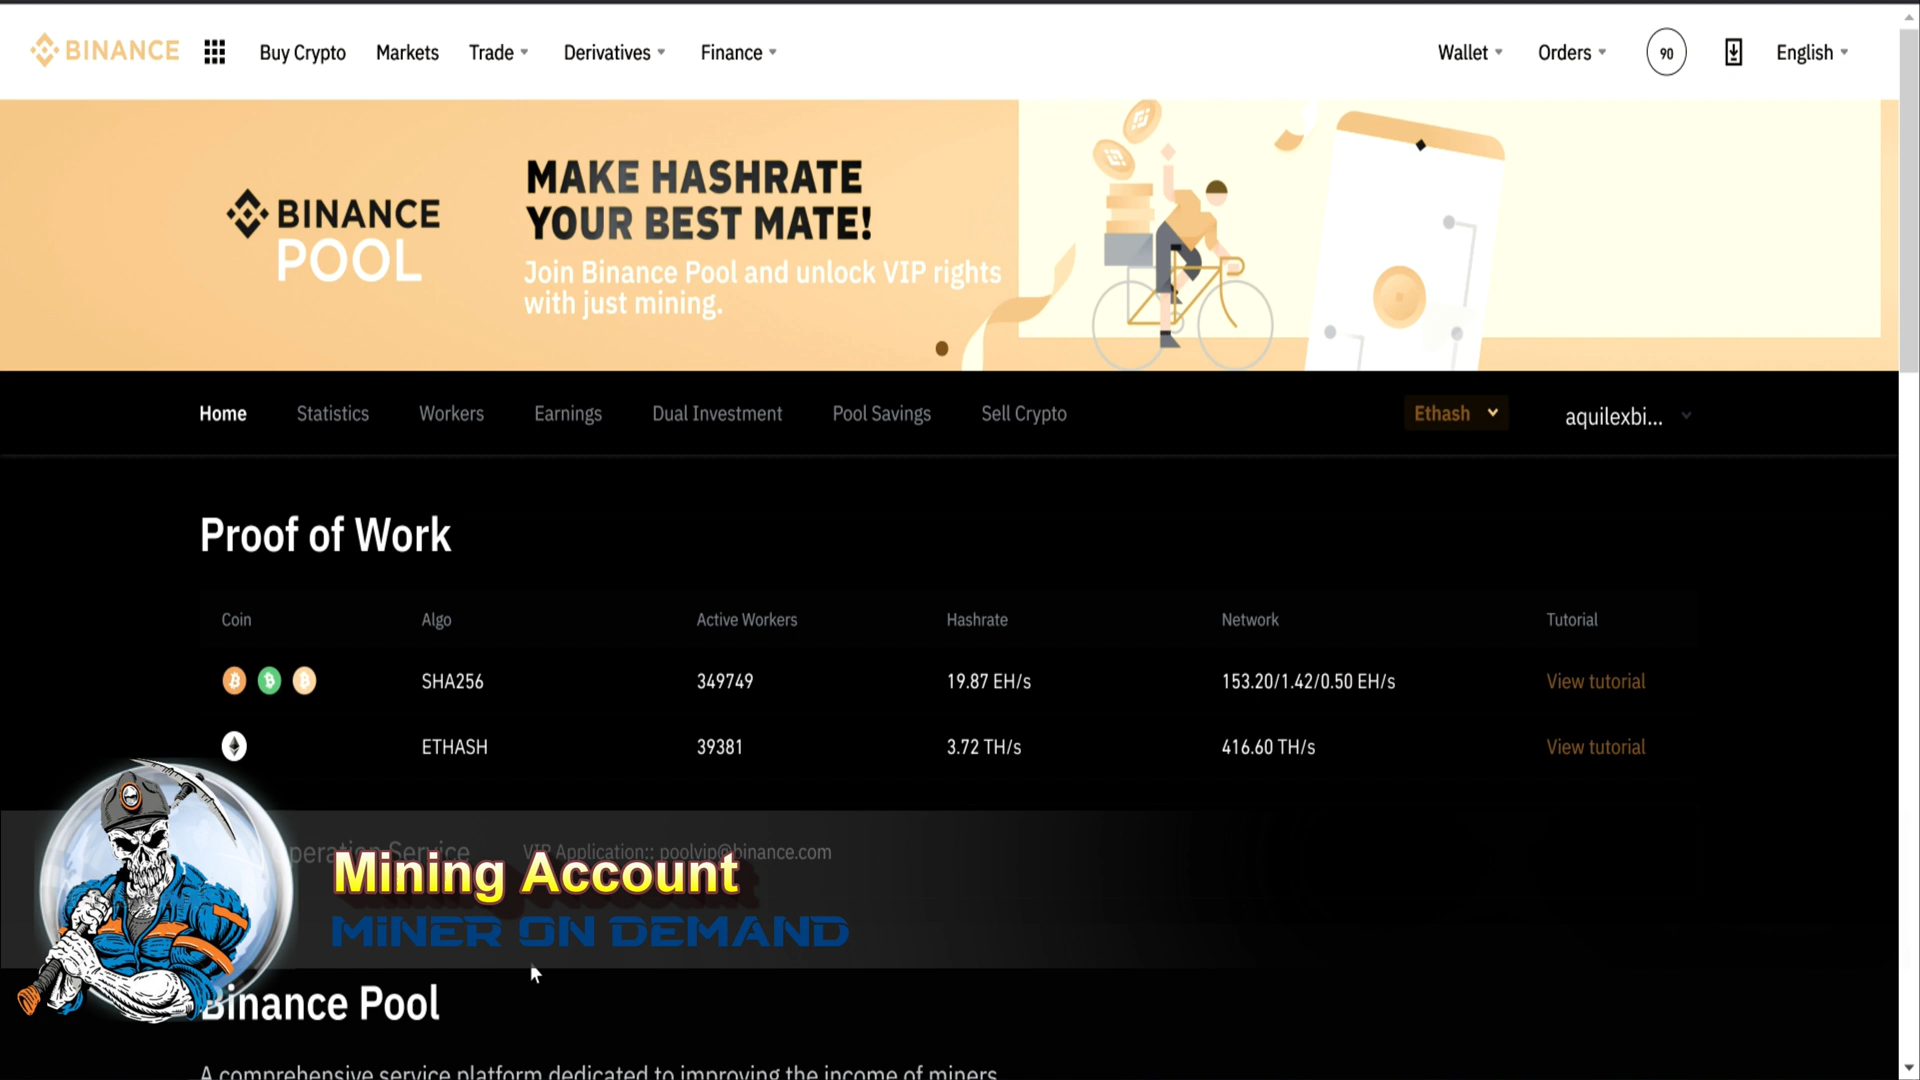 BINANCE Buy Crypto Markets Trade Derivatives Finance Wallet Orders 90 English
BINANCE
POOL
MAKE HASHRATE
YOUR BEST MATE!
Join Binance Pool and unlock VIP rights
with just mining.
Home Statistics Workers Earnings Dual Investment Pool Savings Sell Crypto Ethash aquilexbi...
Proof of Work
Coin Algo Active Workers Hashrate Network Tutorial
SHA256 349749 19.87 EH/s 153.20/1.42/0.50 EH/s View tutorial
ETHASH 39381 3.72 TH/s 416.60 TH/s View tutorial
peration Service VIP Application:: poolvip@binance.com
Mining Account
MINER ON DEMAND
Binance Pool
A comprehensive service platform dedicated to improving the income of miners